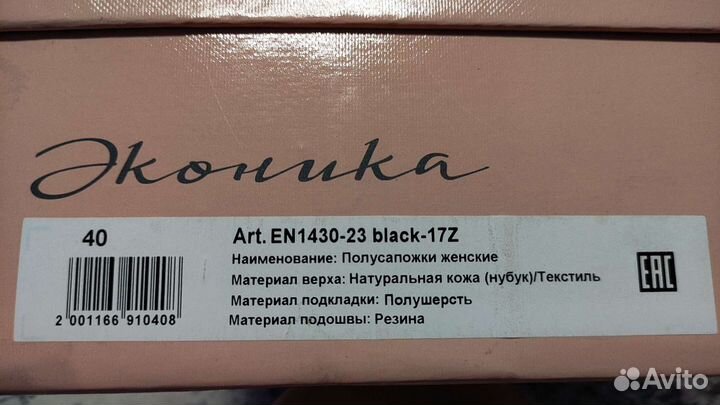 Эконика
40
Art. EN1430-23 black-17Z
Наименование: Полусапожки женские
Материал верха: Натуральная кожа (нубук)/Текстиль
Материал подкладки: Полушерсть
Материал подошвы: Резина
2 001166 910408
EAC
Avito